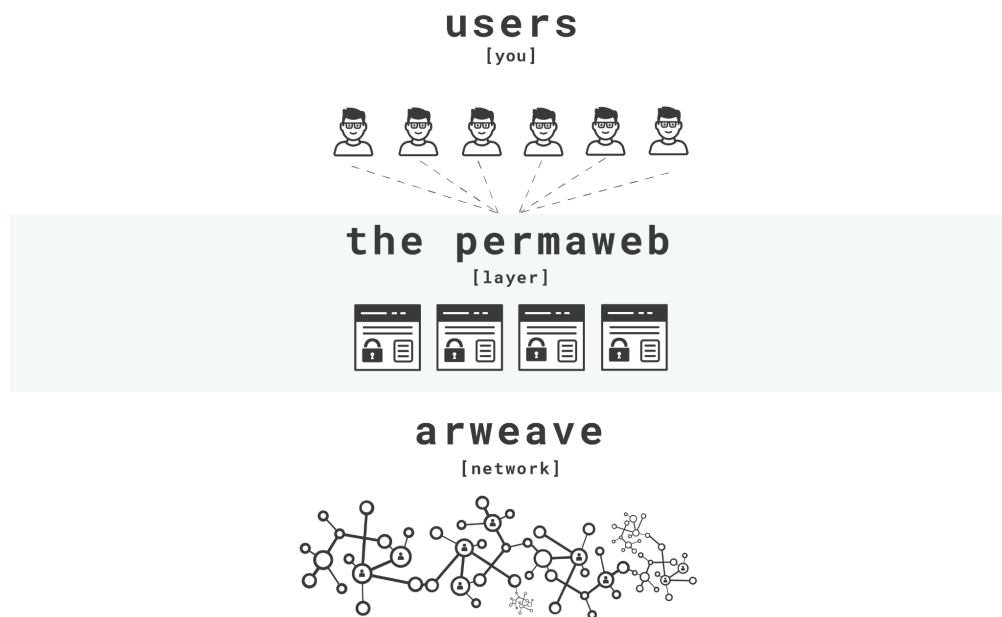 users
[you]
the permaweb
[layer]
arweave
[network]